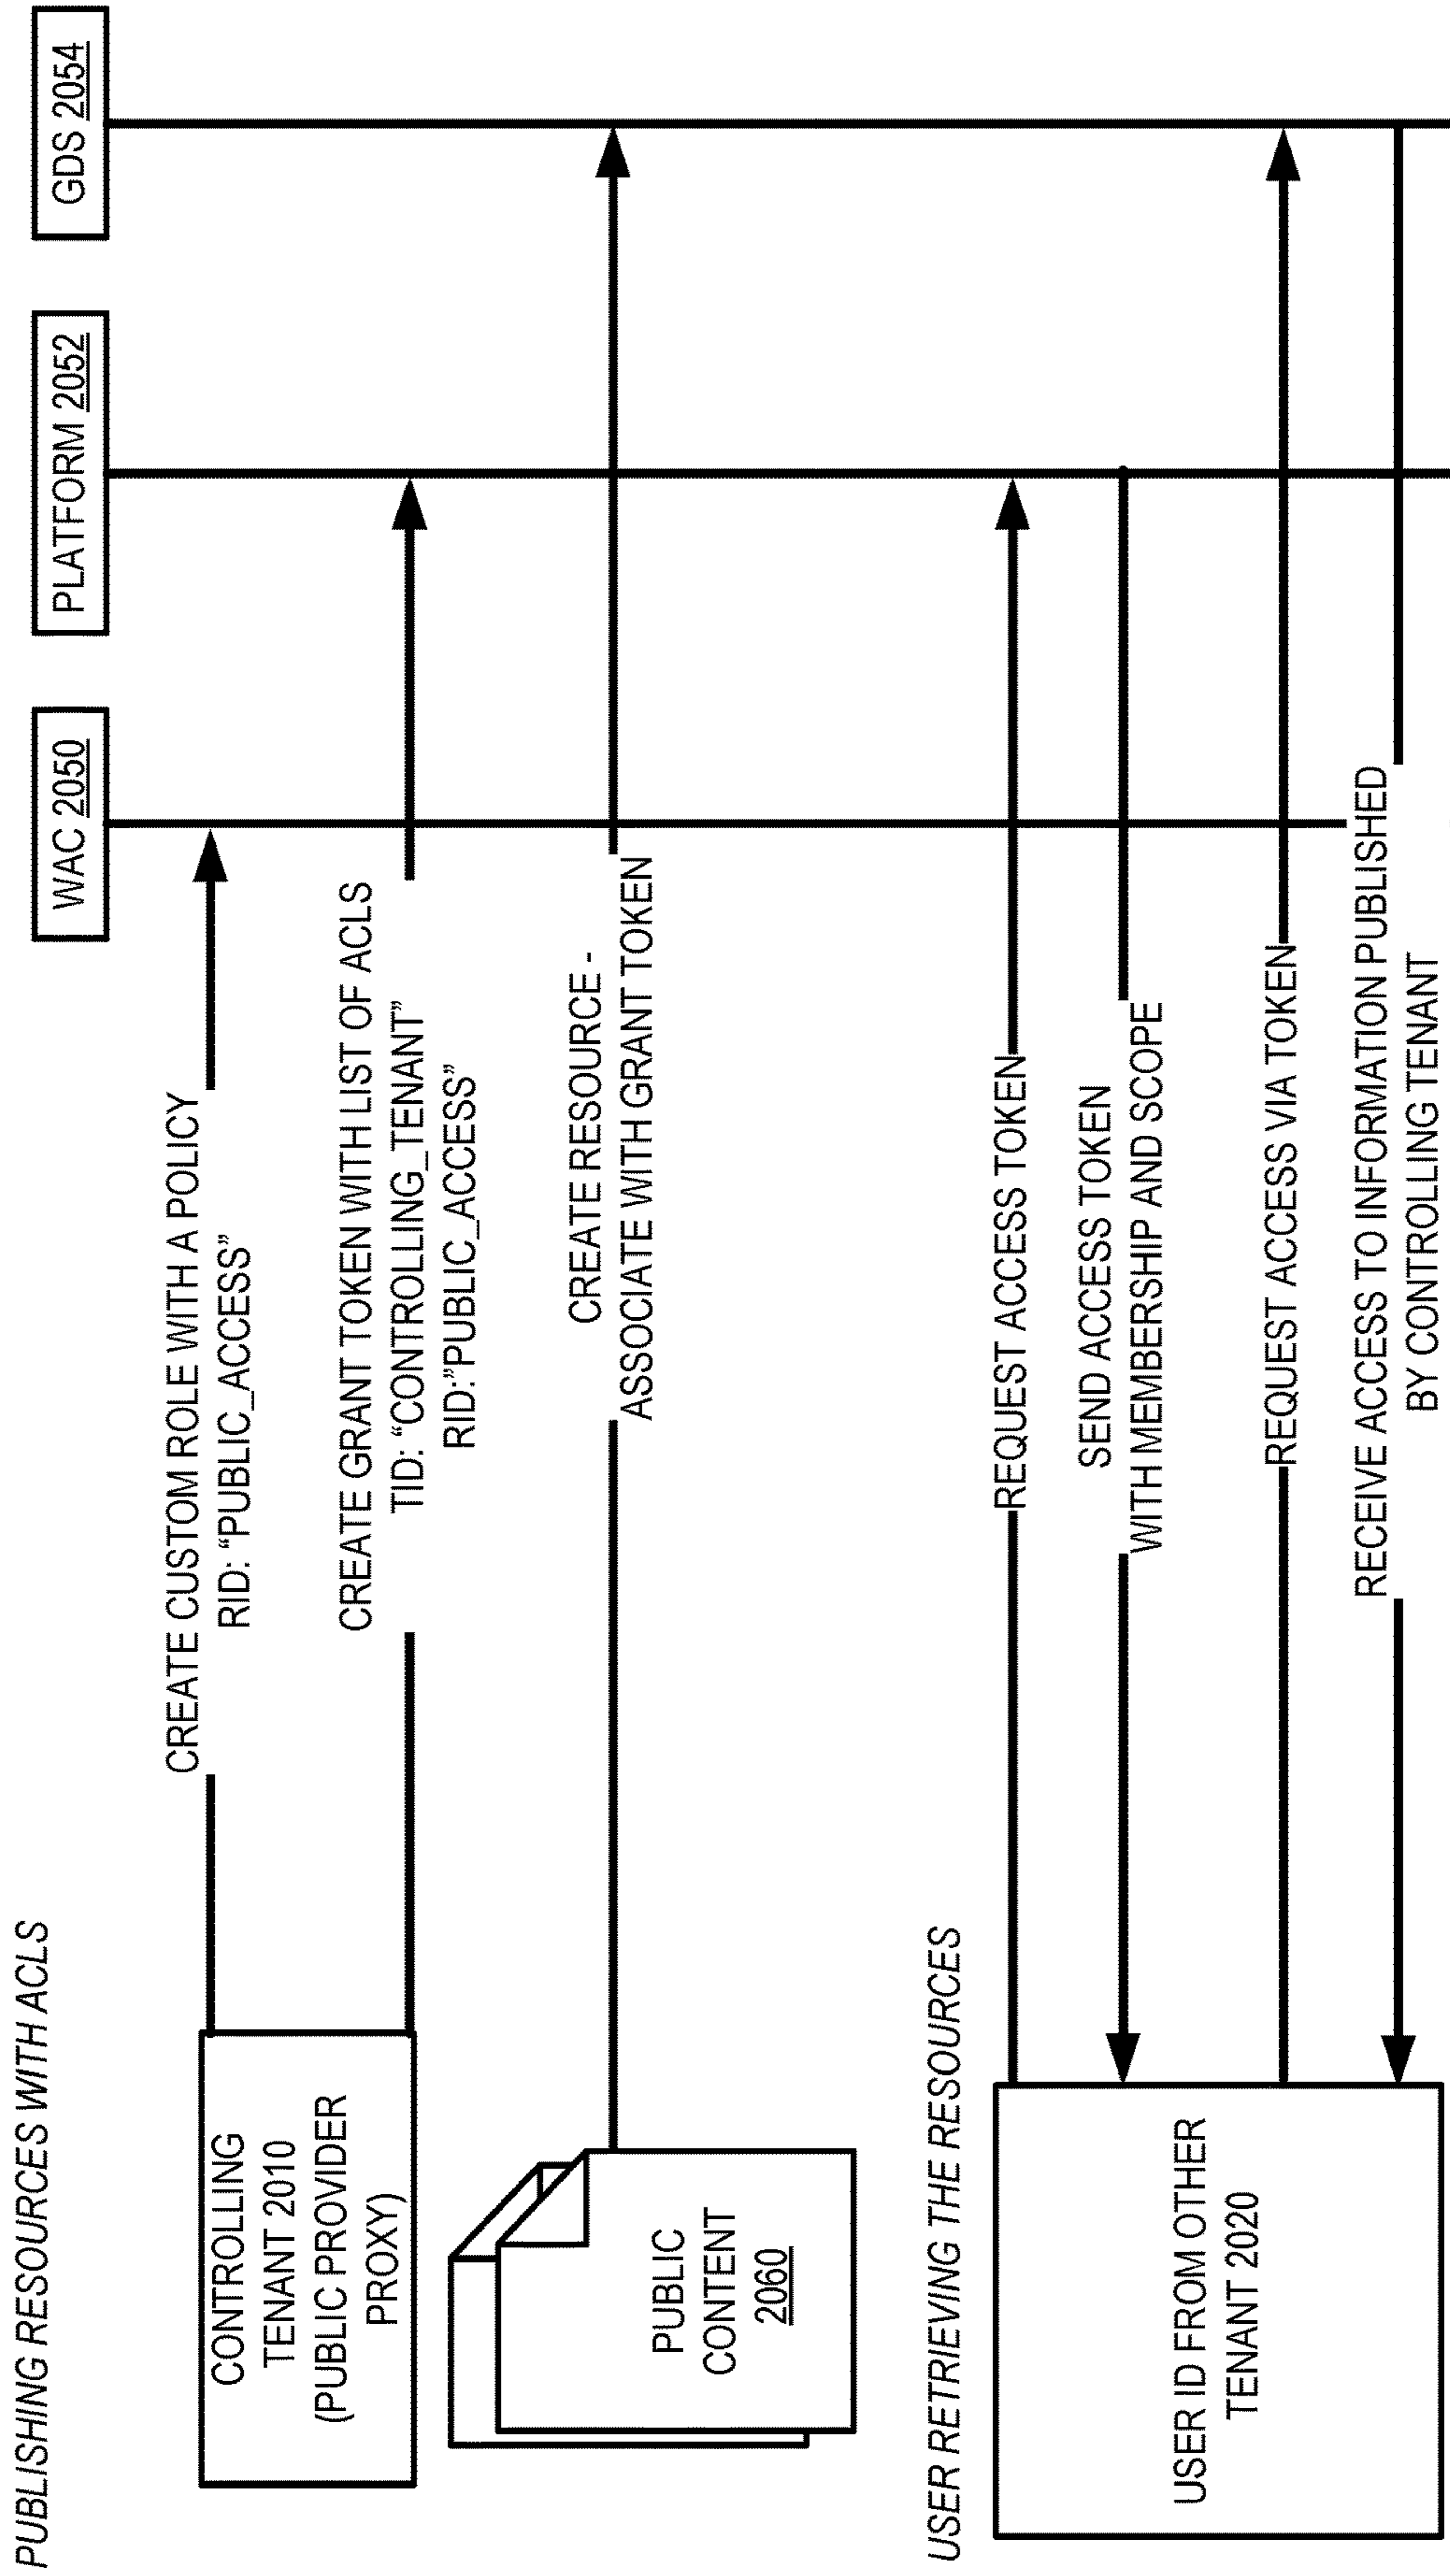 PUBLISHING RESOURCES WITH ACLS
WAC 2050
PLATFORM 2052
GDS 2054
CONTROLLING
TENANT 2010
(PUBLIC PROVIDER
PROXY)
CREATE CUSTOM ROLE WITH A POLICY
RID: “PUBLIC_ACCESS”
CREATE GRANT TOKEN WITH LIST OF ACLS
TID: “CONTROLLING_TENANT”
RID:”PUBLIC_ACCESS”
PUBLIC
CONTENT
2060
CREATE RESOURCE -
ASSOCIATE WITH GRANT TOKEN
USER RETRIEVING THE RESOURCES
USER ID FROM OTHER
TENANT 2020
REQUEST ACCESS TOKEN
SEND ACCESS TOKEN
WITH MEMBERSHIP AND SCOPE
REQUEST ACCESS VIA TOKEN
RECEIVE ACCESS TO INFORMATION PUBLISHED
BY CONTROLLING TENANT